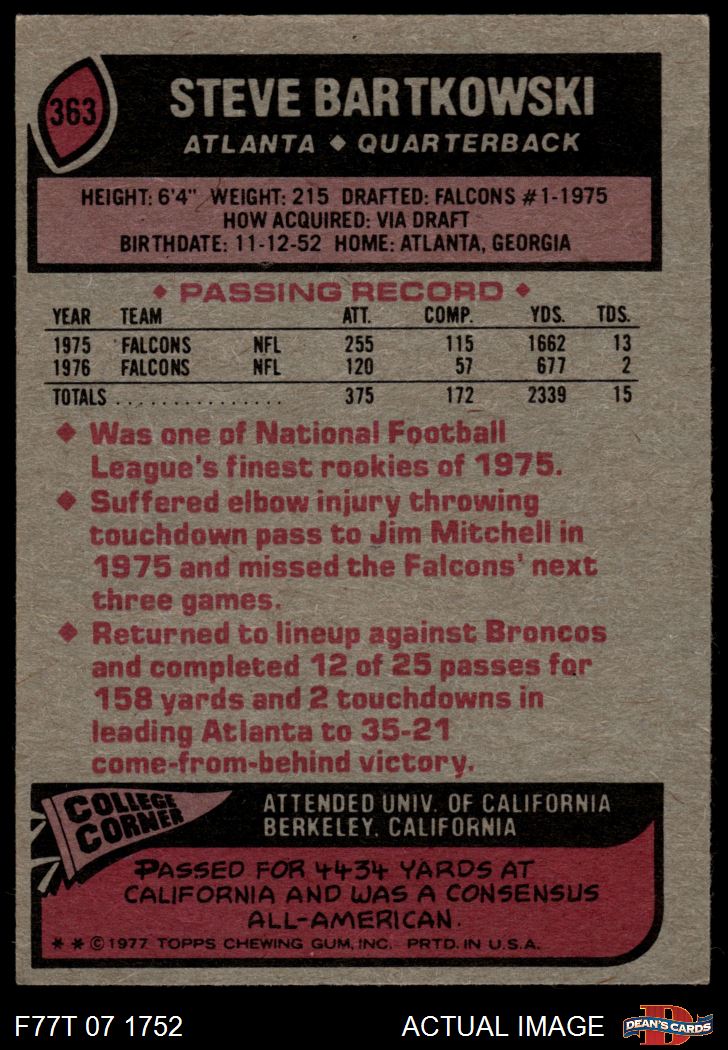 363
STEVE BARTKOWSKI
ATLANTA ◆ QUARTERBACK
HEIGHT: 6'4" WEIGHT: 215 DRAFTED: FALCONS #1-1975
HOW ACQUIRED: VIA DRAFT
BIRTHDATE: 11-12-52 HOME: ATLANTA, GEORGIA
◆ PASSING RECORD ◆
YEAR TEAM ATT. COMP. YDS. TDS.
1975 FALCONS NFL 255 115 1662 13
1976 FALCONS NFL 120 57 677 2
TOTALS . . . . . . . . . . . . . . . 375 172 2339 15
◆ Was one of National Football
League's finest rookies of 1975.
◆ Suffered elbow injury throwing
touchdown pass to Jim Mitchell in
1975 and missed the Falcons' next
three games.
◆ Returned to lineup against Broncos
and completed 12 of 25 passes for
158 yards and 2 touchdowns in
leading Atlanta to 35-21
come-from-behind victory.
COLLEGE
CORNER
ATTENDED UNIV. OF CALIFORNIA
BERKELEY, CALIFORNIA
PASSED FOR 4434 YARDS AT
CALIFORNIA AND WAS A CONSENSUS
ALL-AMERICAN.
* * © 1977 TOPPS CHEWING GUM, INC. PRTD. IN U.S.A.
F77T 07 1752
ACTUAL IMAGE
D
DEAN'S CARDS